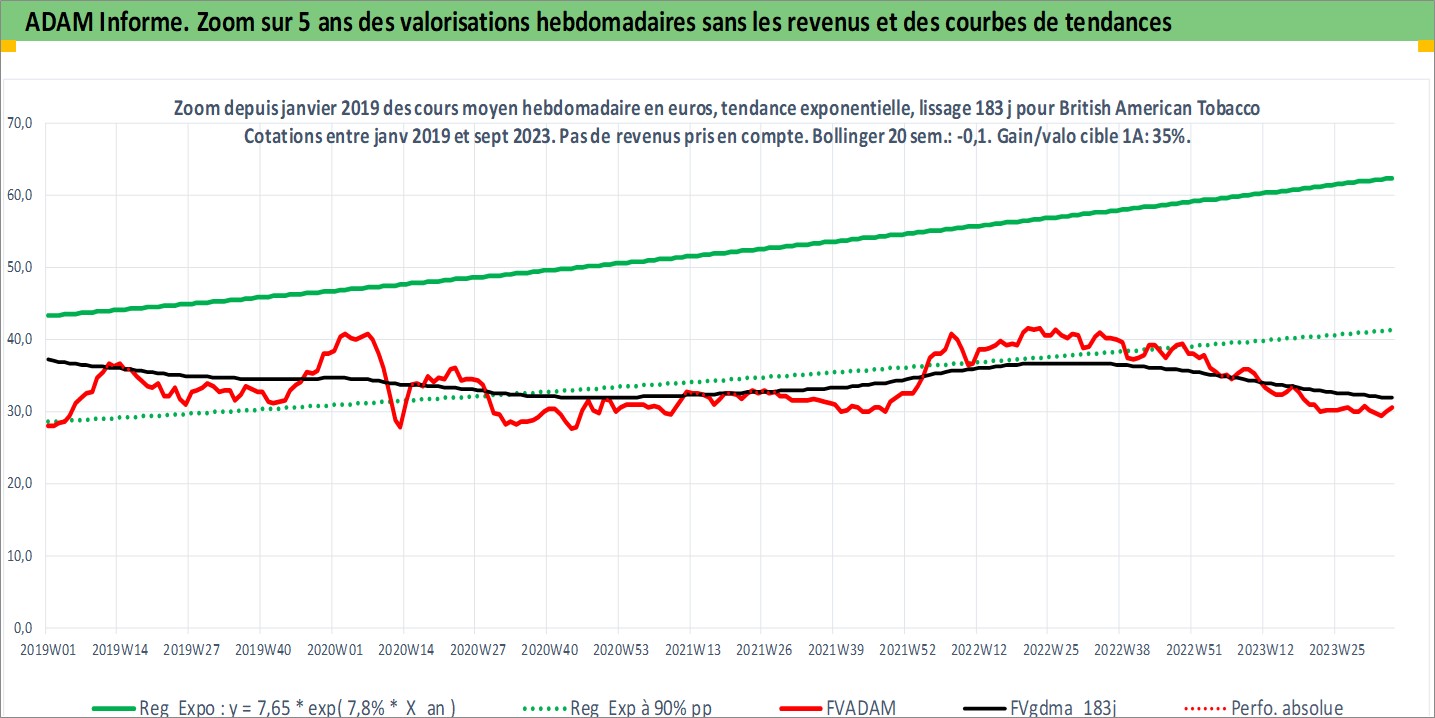 ADAM Informe. Zoom sur 5 ans des valorisations hebdomadaires sans les revenus et des courbes de tendances
Zoom depuis janvier 2019 des cours moyen hebdomadaire en euros, tendance exponentielle, lissage 183 j pour British American Tobacco
Cotations entre janv 2019 et sept 2023. Pas de revenus pris en compte. Bollinger 20 sem.: -0,1. Gain/valo cible 1A: 35%.
70,0
60,0
50,0
40,0
30,0
20,0
10,0
0,0
2019W01 2019W14 2019W27 2019W40 2020W01 2020W14 2020W27 2020W40 2020W53 2021W13 2021W26 2021W39 2021W52 2022W12 2022W25 2022W38 2022W51 2023W12 2023W25
Reg Expo : y = 7,65 * exp( 7,8% * X an ) Reg Exp à 90% pp FVADAM FVgdma 183j Perfo. absolue